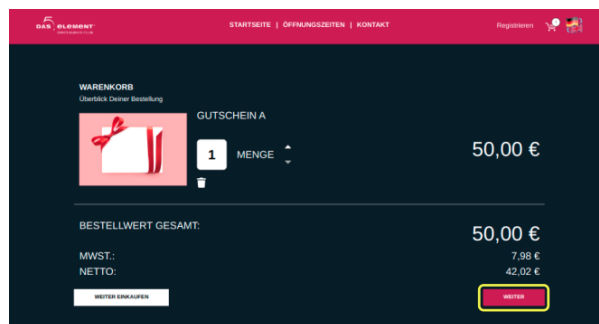 DAS 5. ELEMENT
STARTSEITE | ÖFFNUNGSZEITEN | KONTAKT
Registrieren
WARENKORB
Überblick Deiner Bestellung
GUTSCHEIN A
1 MENGE
50,00 €
BESTELLWERT GESAMT:
50,00 €
MWST.:
7,98 €
NETTO:
42,02 €
WEITER EINKAUFEN
WEITER